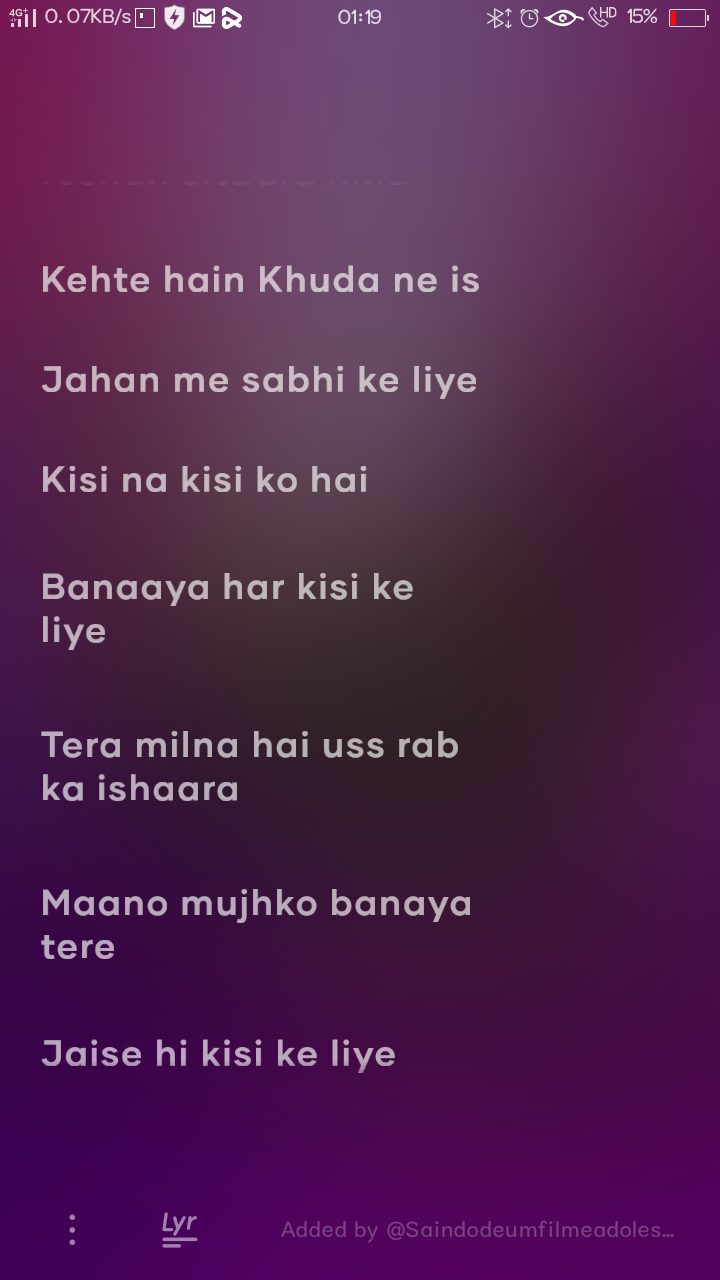 4G+ 0.07KB/s 01:19 HD 15%
Kehte hain Khuda ne is
Jahan me sabhi ke liye
Kisi na kisi ko hai
Banaaya har kisi ke
liye
Tera milna hai uss rab
ka ishaara
Maano mujhko banaya
tere
Jaise hi kisi ke liye
Lyr Added by @Saindodeumfilmeadoles…